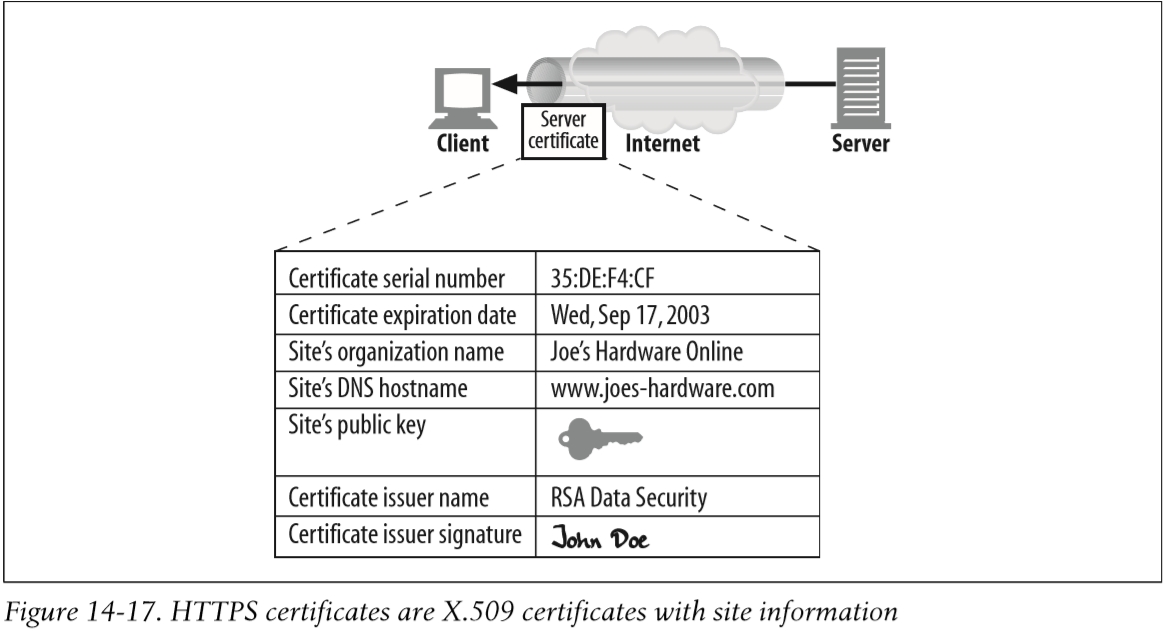 Client
Server
certificate
Internet
Server
Certificate serial number 35:DE:F4:CF
Certificate expiration date Wed, Sep 17, 2003
Site's organization name Joe's Hardware Online
Site's DNS hostname www.joes-hardware.com
Site's public key
Certificate issuer name RSA Data Security
Certificate issuer signature John Doe
Figure 14-17. HTTPS certificates are X.509 certificates with site information